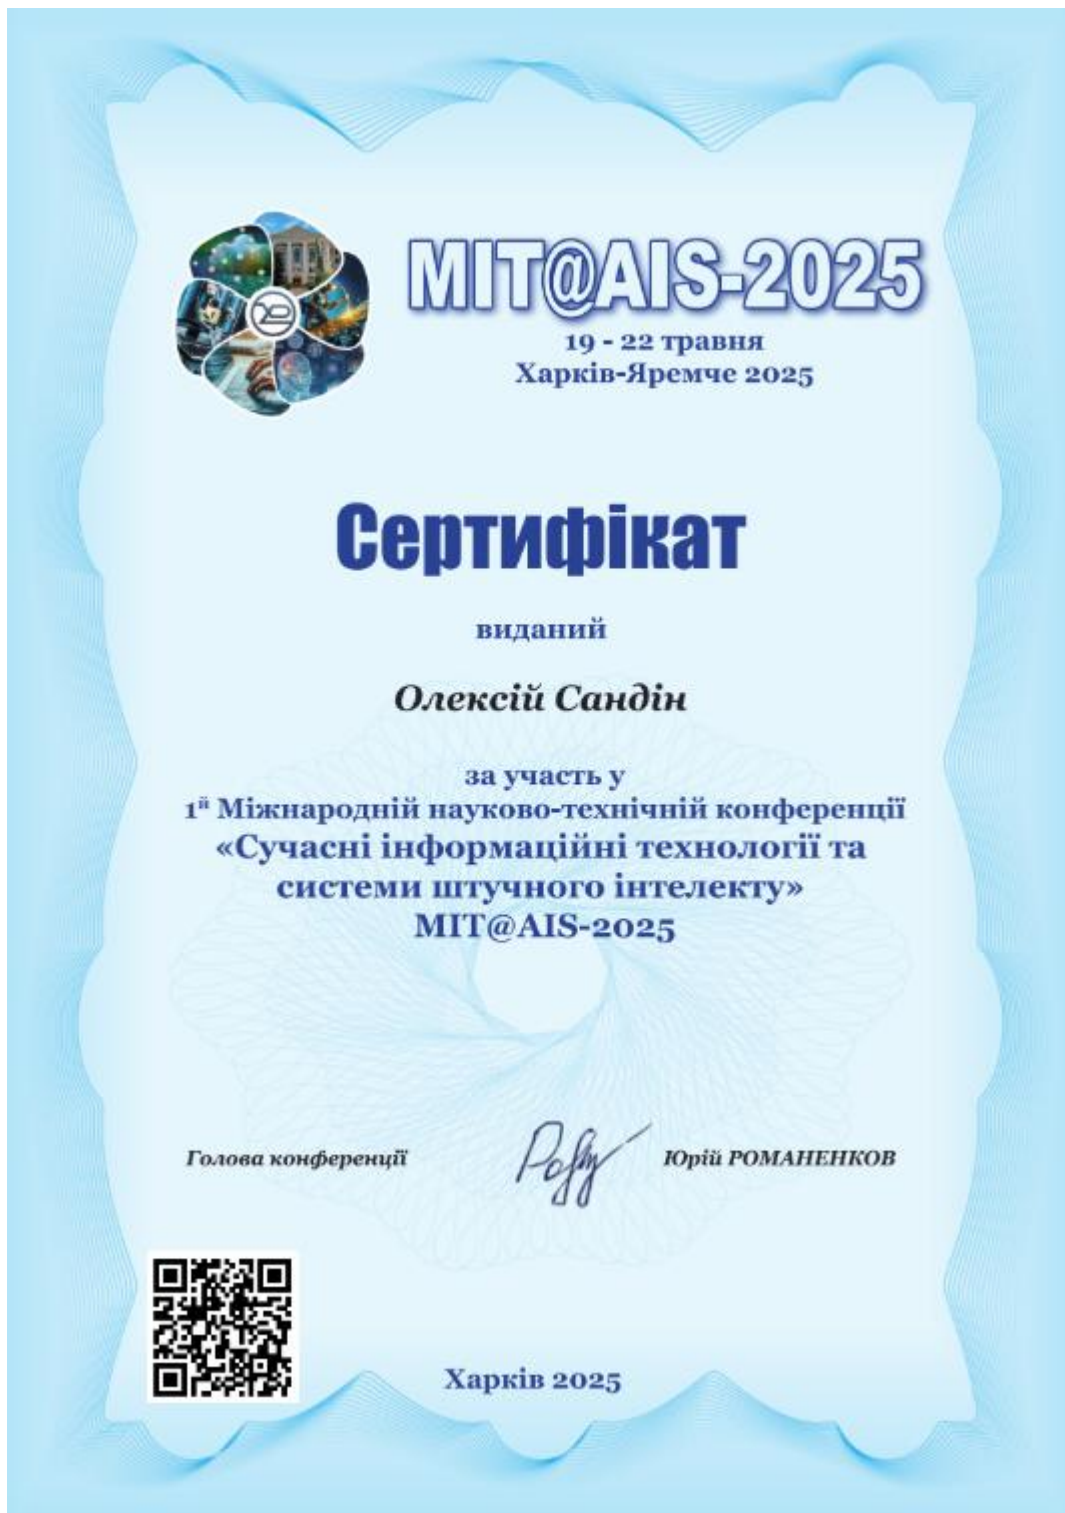 MIT@AIS-2025
19 - 22 травня
Харків-Яремче 2025
Сертифікат
виданий
Олексій Сандін
за участь у
1й Міжнародній науково-технічній конференції
«Сучасні інформаційні технології та
системи штучного інтелекту»
MIT@AIS-2025
Голова конференції
Юрій РОМАНЕНКОВ
Харків 2025